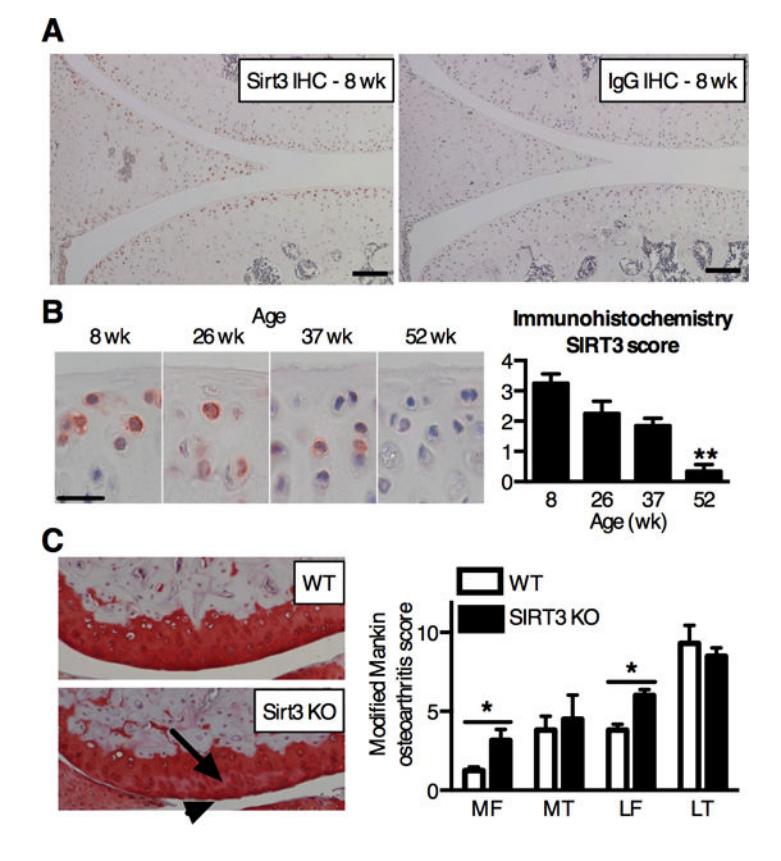 A
Sirt3 IHC - 8 wk
IgG IHC - 8 wk
B
Age
8 wk
26 wk
37 wk
52 wk
Immunohistochemistry
SIRT3 score
4
3
2
1
0
**
8
26
37
52
Age (wk)
C
WT
Sirt3 KO
WT
SIRT3 KO
Modified Mankin
osteoarthritis score
10
5
0
*
*
MF
MT
LF
LT